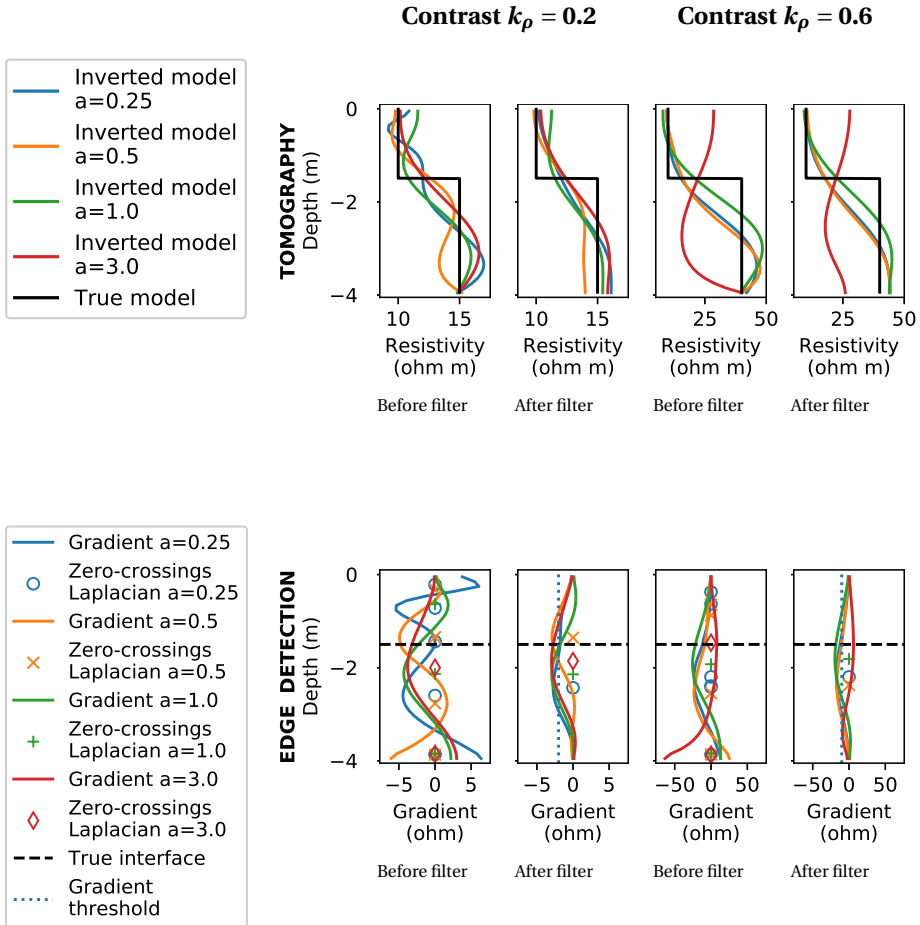 Contrast kρ = 0.2
Contrast kρ = 0.6
Inverted model
a=0.25
Inverted model
a=0.5
Inverted model
a=1.0
Inverted model
a=3.0
True model
TOMOGRAPHY
Depth (m)
0
−2
−4
10 15
10 15
25 50
25 50
Resistivity
(ohm m)
Resistivity
(ohm m)
Resistivity
(ohm m)
Resistivity
(ohm m)
Before filter
After filter
Before filter
After filter
Gradient a=0.25
Zero-crossings
Laplacian a=0.25
Gradient a=0.5
Zero-crossings
Laplacian a=0.5
Gradient a=1.0
Zero-crossings
Laplacian a=1.0
Gradient a=3.0
Zero-crossings
Laplacian a=3.0
True interface
Gradient
threshold
EDGE DETECTION
Depth (m)
0
−2
−4
−5 0 5
−5 0 5
−50 0 50
−50 0 50
Gradient
(ohm)
Gradient
(ohm)
Gradient
(ohm)
Gradient
(ohm)
Before filter
After filter
Before filter
After filter